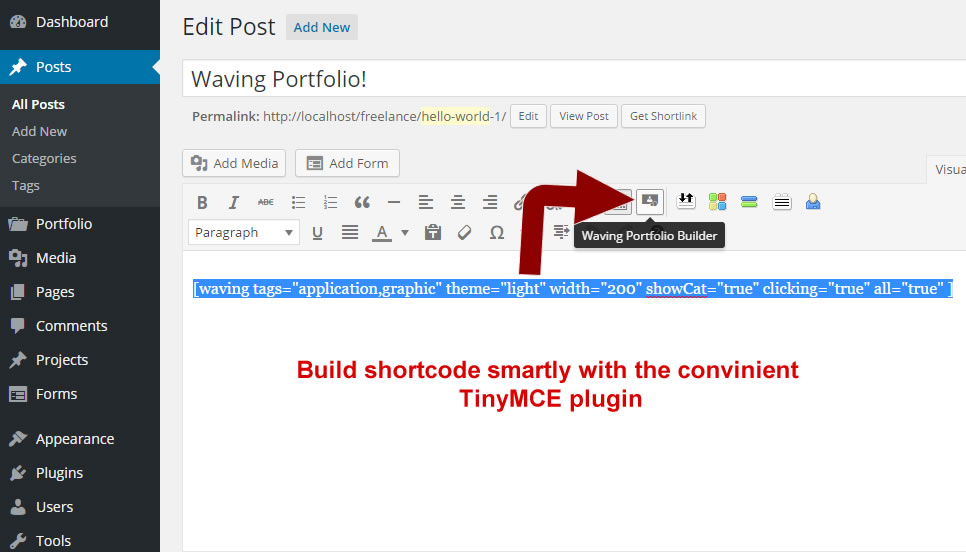 Dashboard
Posts
All Posts
Add New
Categories
Tags
Portfolio
Media
Pages
Comments
Projects
Forms
Appearance
Plugins
Users
Tools
Edit Post Add New
Waving Portfolio!
Permalink: http://localhost/freelance/hello-world-1/ Edit View Post Get Shortlink
Add Media Add Form
Visua
B I ABC
Paragraph U A T Ω
Waving Portfolio Builder
[waving tags="application,graphic" theme="light" width="200" showCat="true" clicking="true" all="true" ]
Build shortcode smartly with the convinient
TinyMCE plugin